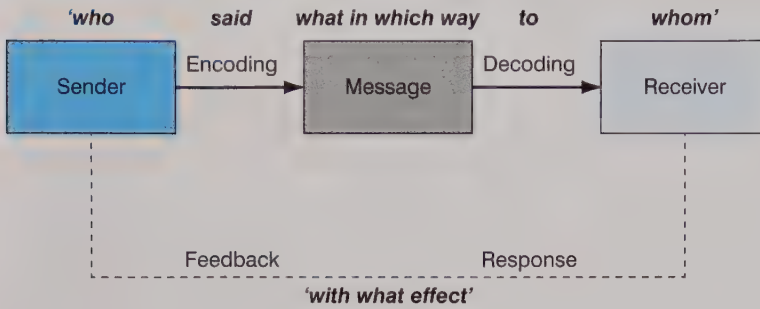 ‘who said what in which way to whom’
Encoding Decoding
Sender Message Receiver
Feedback Response
‘with what effect’